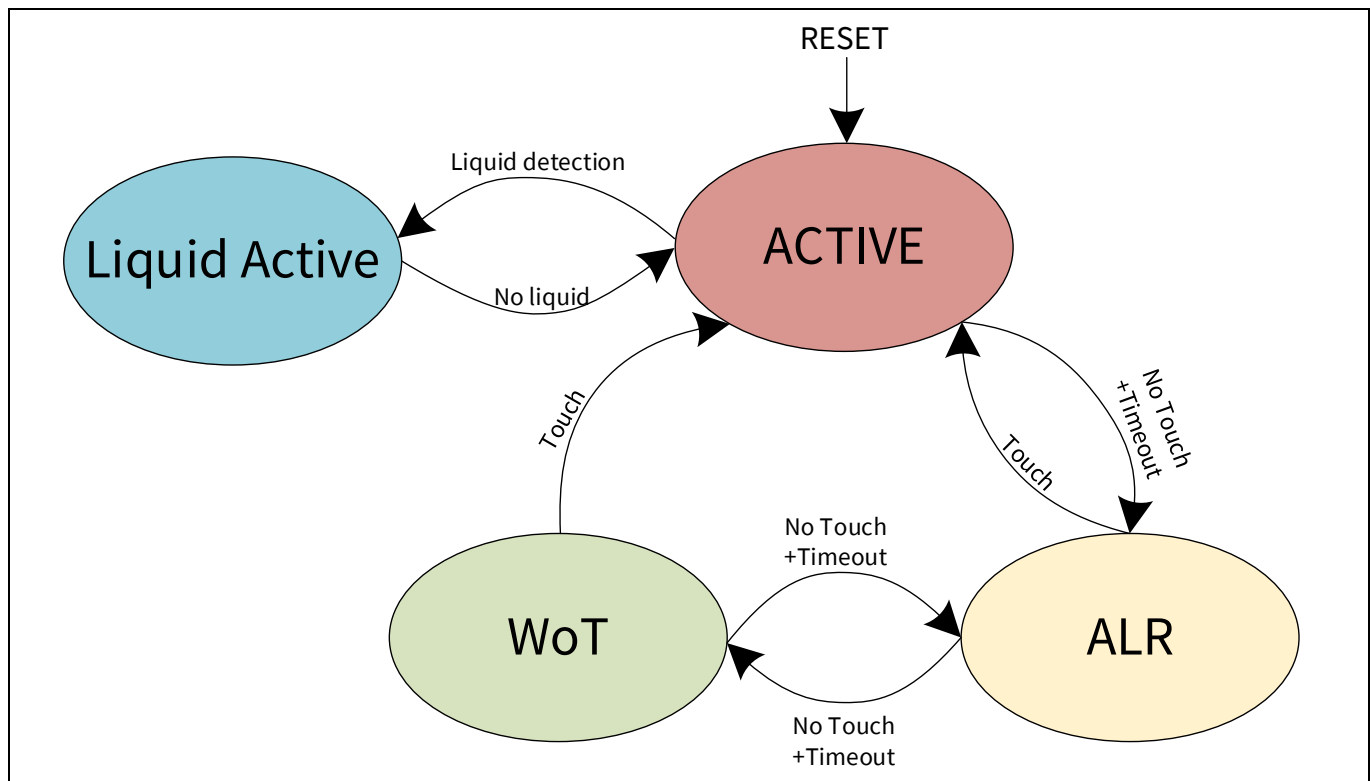 RESET
Liquid detection
ACTIVE
Liquid Active
No liquid
Touch
No Touch
+Timeout
Touch
No Touch
+Timeout
WoT
ALR
No Touch
+Timeout